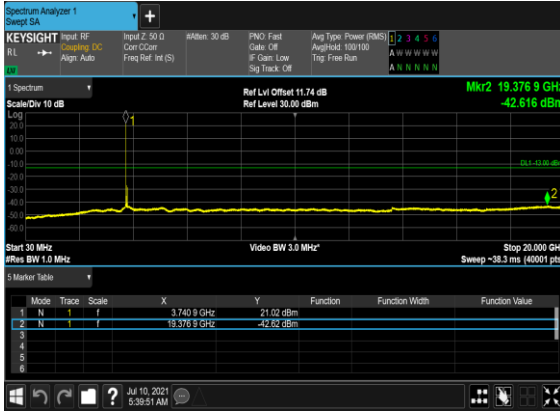 Spectrum Analyzer 1
Swept SA
+
KEYSIGHT Input: RF Input Z: 50 Ω #Atten: 30 dB PNO: Fast Avg Type: Power (RMS) 1 2 3 4 5 6
RL Coupling: DC Corr CCorr Gate: Off Avg|Hold: 100/100 A W W W W W
Align: Auto Freq Ref: Int (S) IF Gain: Low Trig: Free Run
Sig Track: Off A N N N N N
1 Spectrum Ref Lvl Offset 11.74 dB Mkr2 19.376 9 GHz
Scale/Div 10 dB Ref Level 30.00 dBm -42.616 dBm
Log
20.0
10.0
0.00
-10.0
-20.0
-30.0
-40.0
-50.0
-60.0
1
DL1 -13.00 dBm
2
Start 30 MHz Video BW 3.0 MHz* Stop 20.000 GHz
#Res BW 1.0 MHz Sweep ~38.3 ms (40001 pts)
5 Marker Table
Mode Trace Scale X Y Function Function Width Function Value
1 N 1 f 3.740 9 GHz 21.02 dBm
2 N 1 f 19.376 9 GHz -42.62 dBm
3
4
5
6
? Jul 10, 2021
5:39:51 AM